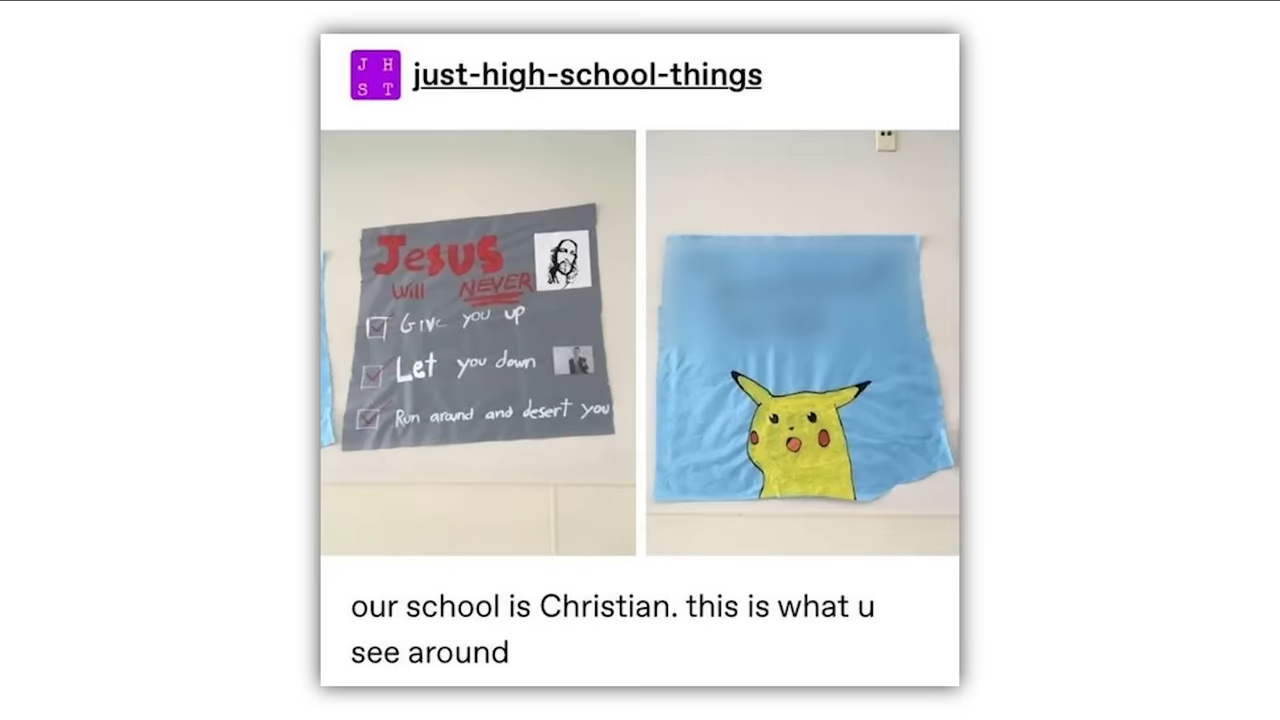 J H
S T
just-high-school-things
Jesus
Will NEVER
Give you up
Let you down
Run around and desert you
our school is Christian. this is what u
see around